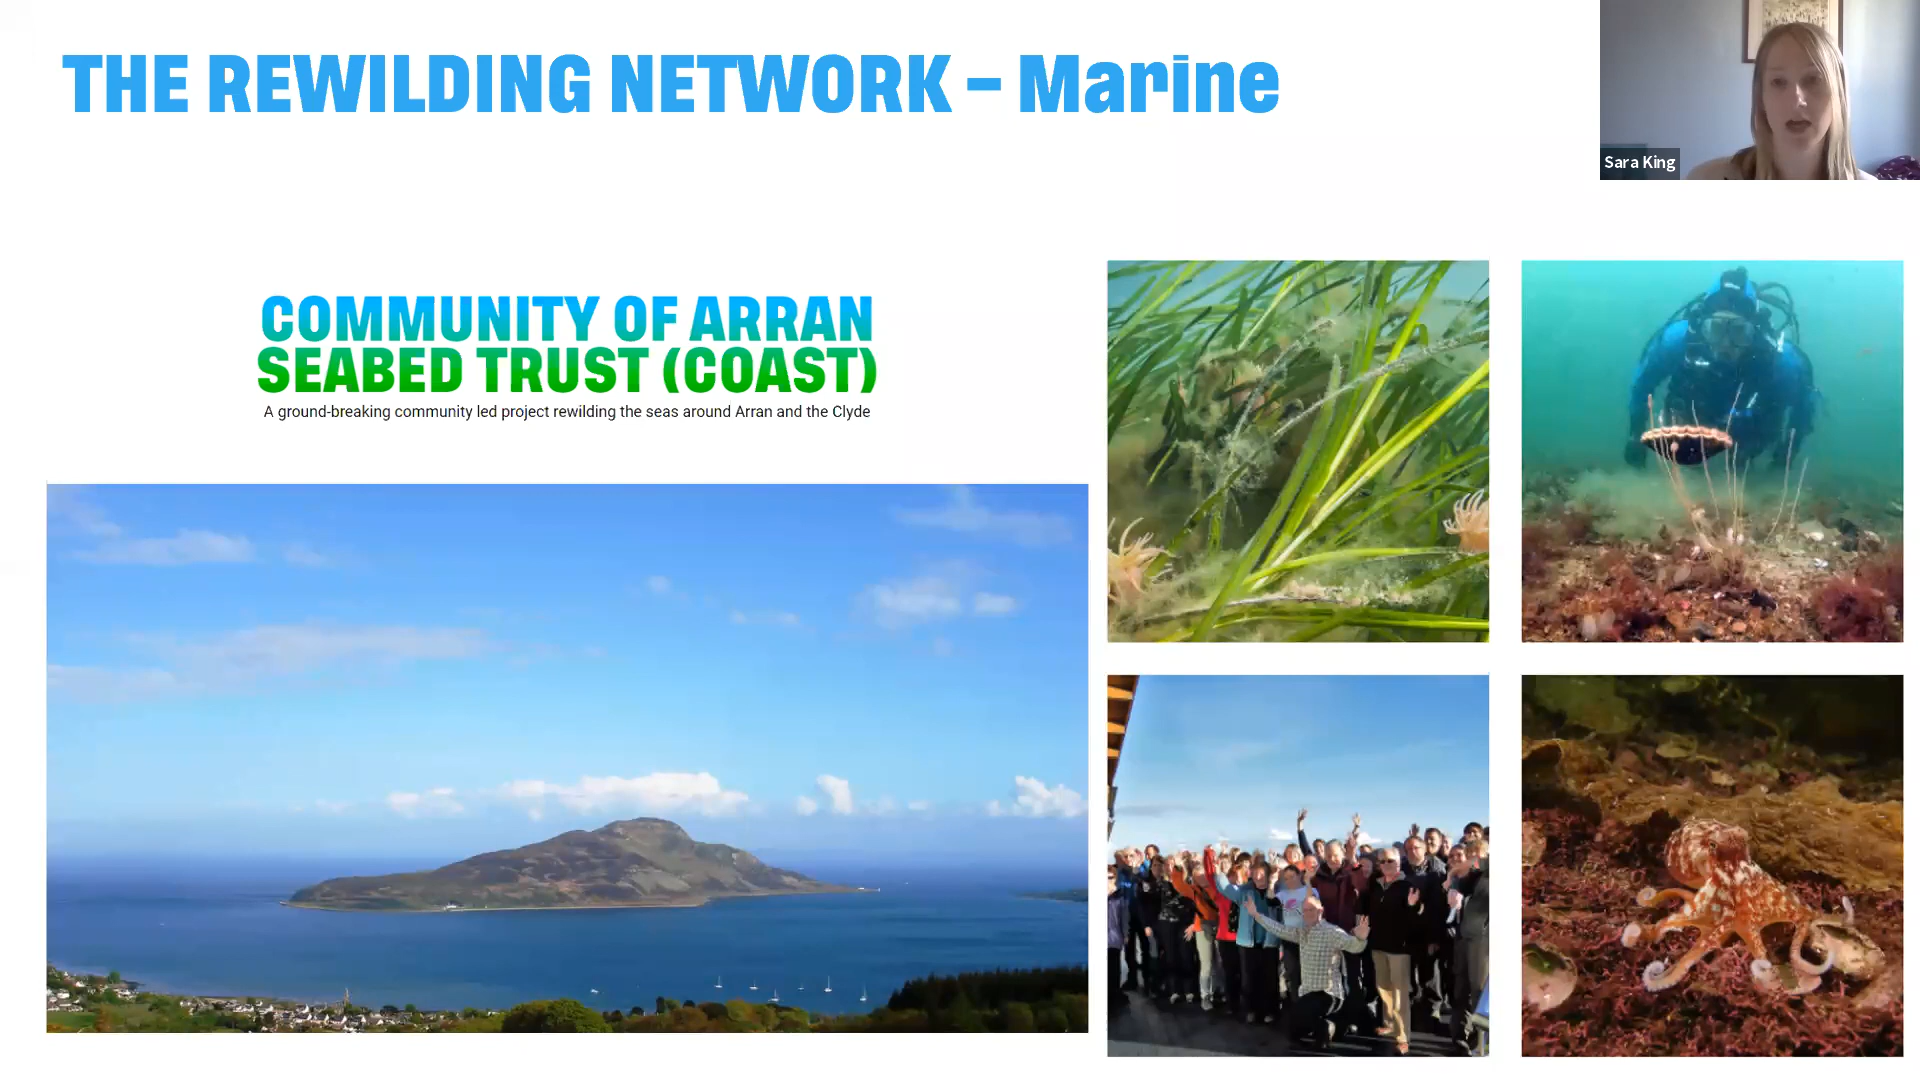 THE REWILDING NETWORK – Marine
Sara King
COMMUNITY OF ARRAN
SEABED TRUST (COAST)
A ground-breaking community led project rewilding the seas around Arran and the Clyde